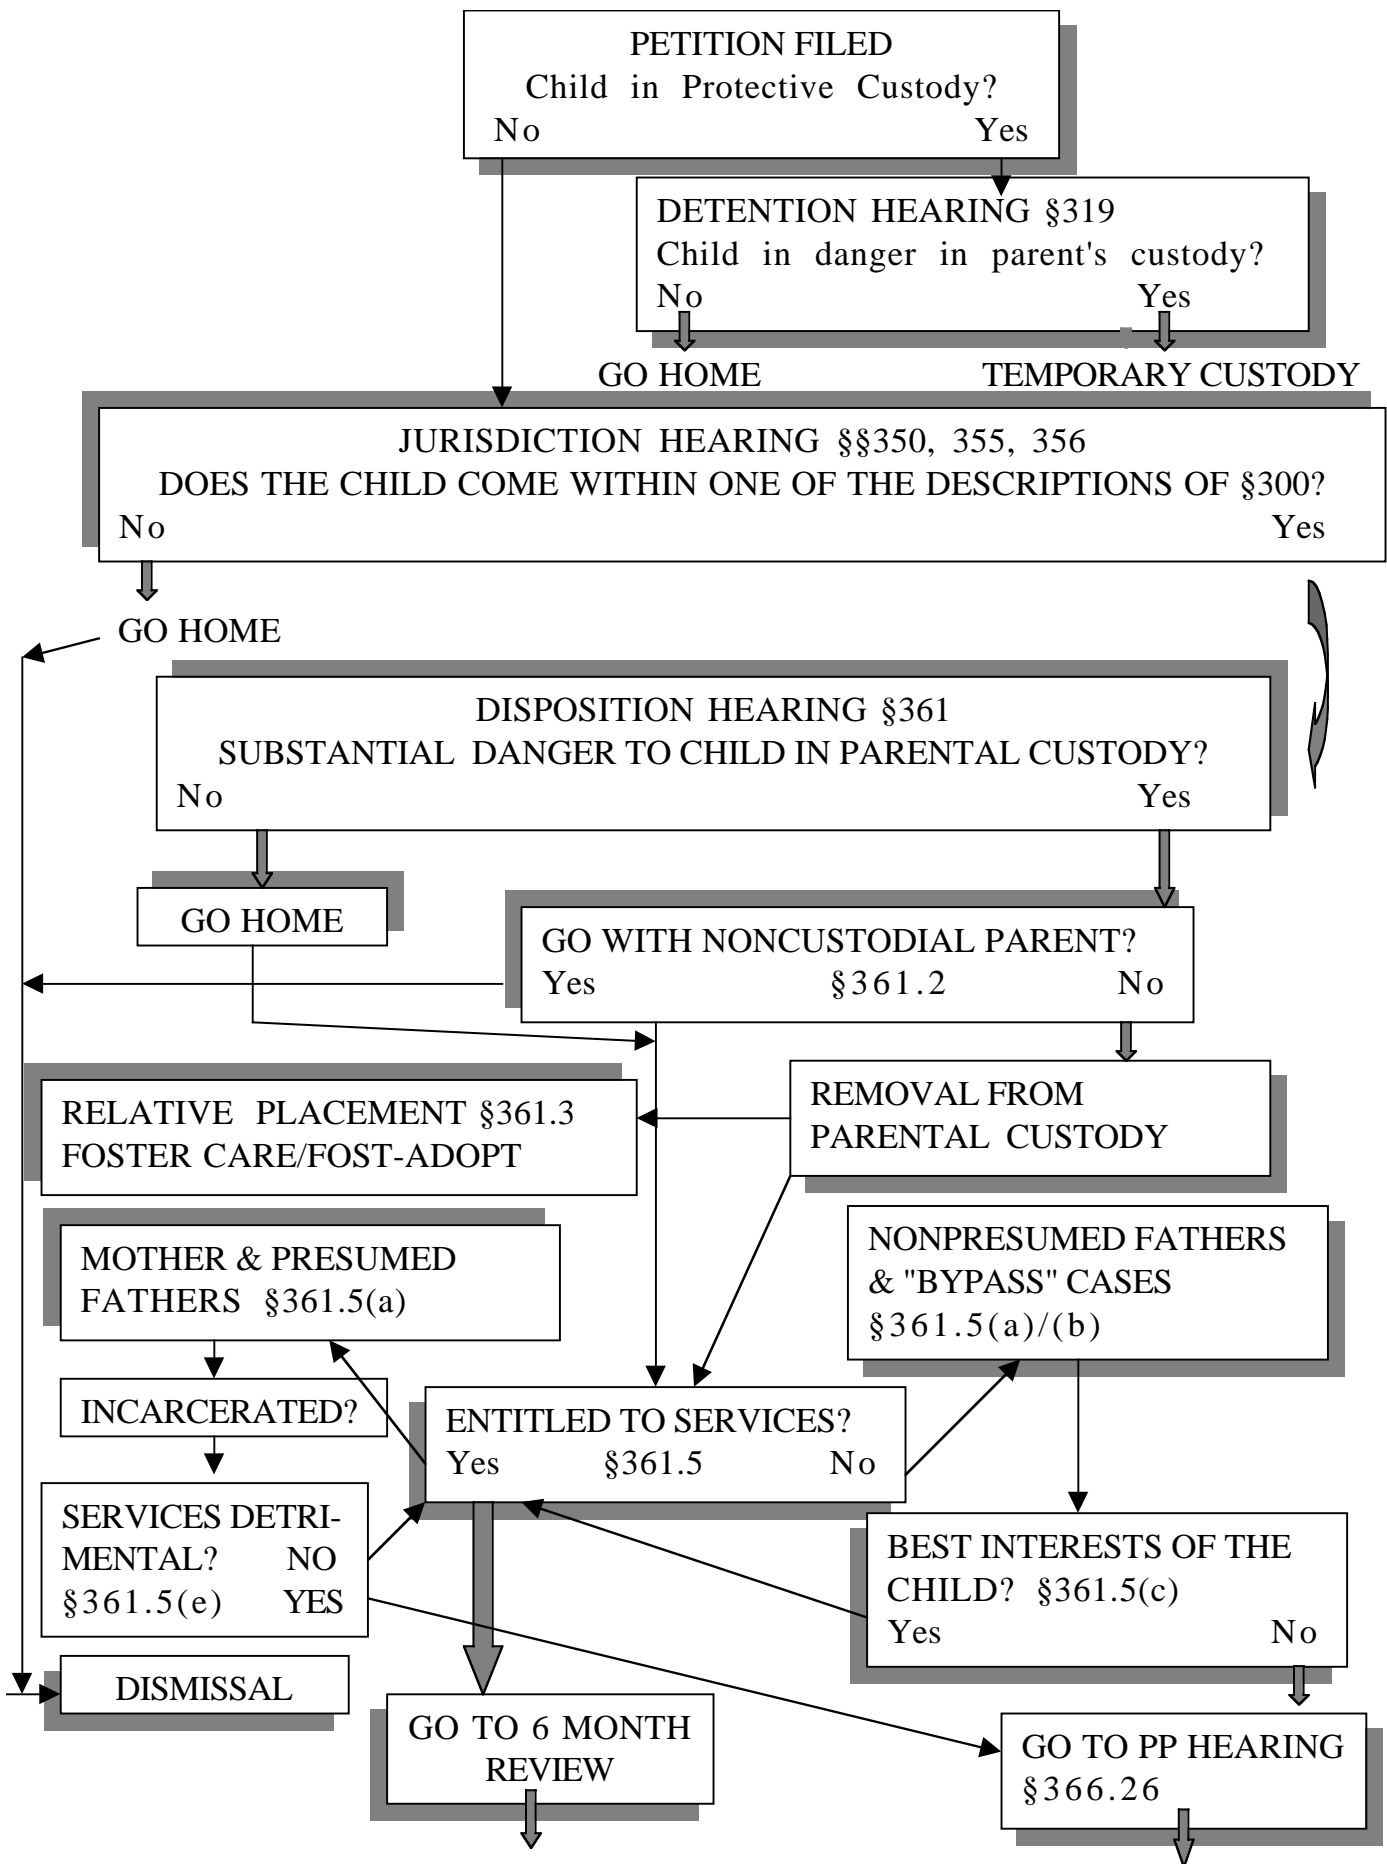 PETITION FILED
Child in Protective Custody?
No Yes
DETENTION HEARING §319
Child in danger in parent's custody?
No Yes
GO HOME TEMPORARY CUSTODY
JURISDICTION HEARING §§350, 355, 356
DOES THE CHILD COME WITHIN ONE OF THE DESCRIPTIONS OF §300?
No Yes
GO HOME
DISPOSITION HEARING §361
SUBSTANTIAL DANGER TO CHILD IN PARENTAL CUSTODY?
No Yes
GO HOME
GO WITH NONCUSTODIAL PARENT?
Yes §361.2 No
RELATIVE PLACEMENT §361.3
FOSTER CARE/FOST-ADOPT
REMOVAL FROM
PARENTAL CUSTODY
MOTHER & PRESUMED
FATHERS §361.5(a)
NONPRESUMED FATHERS
& "BYPASS" CASES
§361.5(a)/(b)
INCARCERATED?
ENTITLED TO SERVICES?
Yes §361.5 No
SERVICES DETRI-
MENTAL? NO
§361.5(e) YES
BEST INTERESTS OF THE
CHILD? §361.5(c)
Yes No
DISMISSAL
GO TO 6 MONTH
REVIEW
GO TO PP HEARING
§366.26